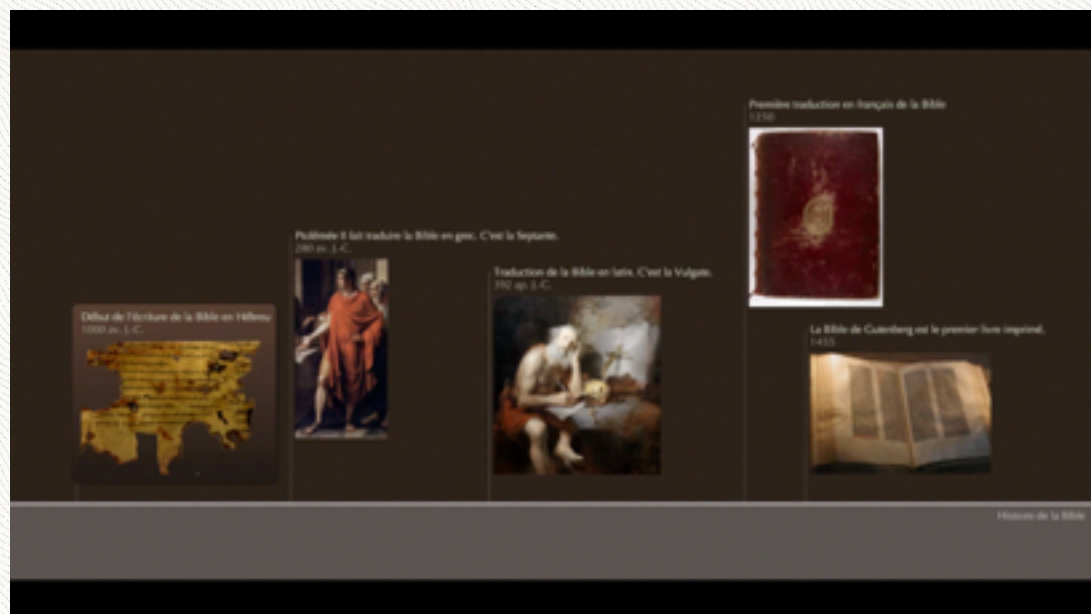 Première traduction en français de la Bible
1250
Ptolémée II fait traduire la Bible en grec. C'est la Septante.
280 av. J.-C.
Traduction de la Bible en latin. C'est la Vulgate.
392 ap. J.-C.
Début de l'écriture de la Bible en Hébreu
1000 av. J.-C.
La Bible de Gutenberg est le premier livre imprimé.
1455
Histoire de la Bible